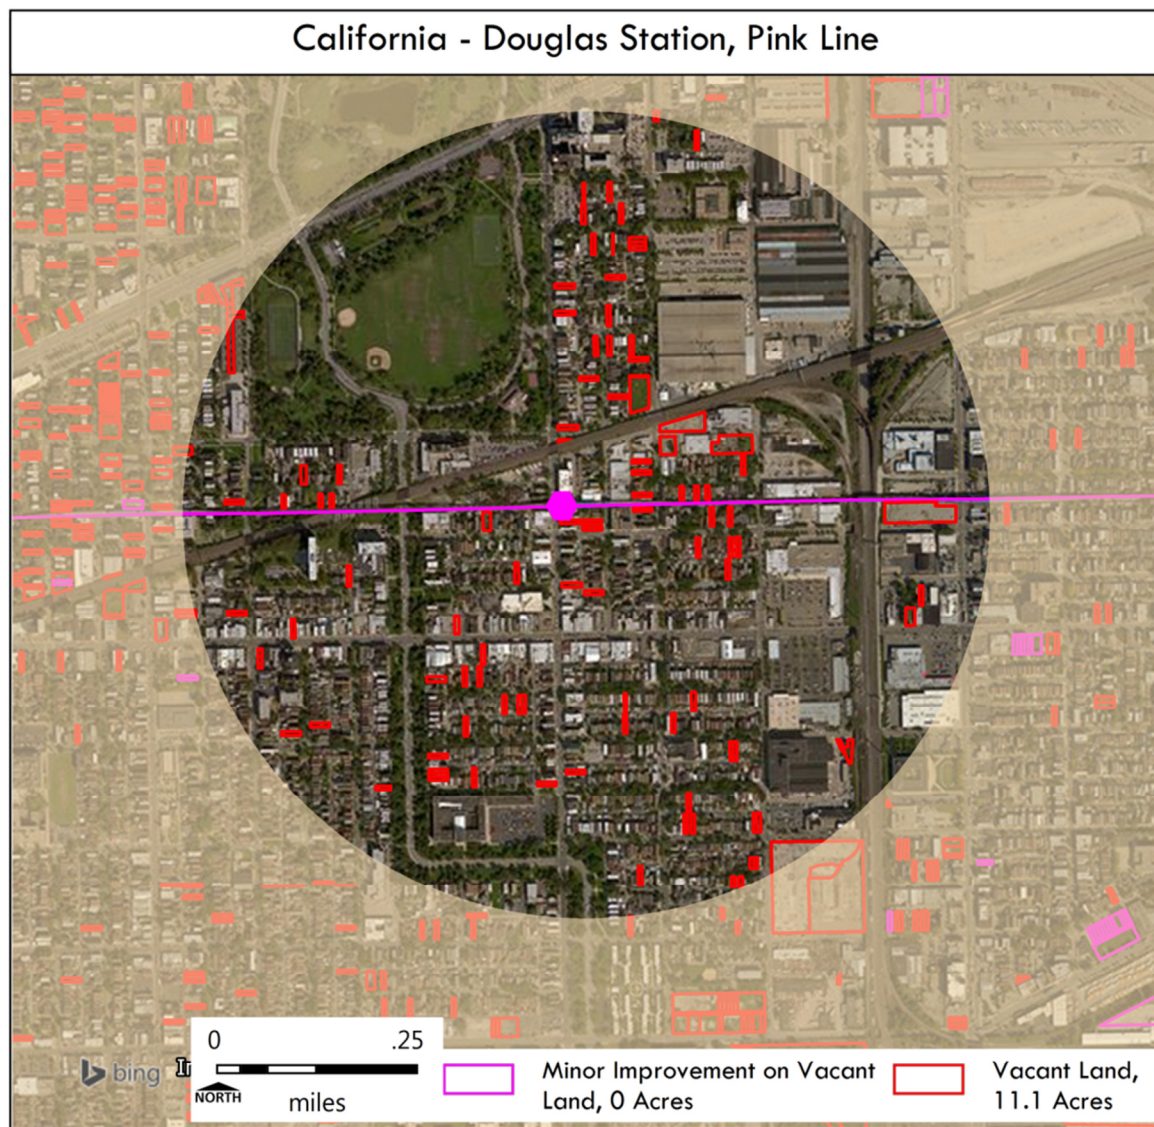 California - Douglas Station, Pink Line
0 .25
NORTH miles
bing
Minor Improvement on Vacant
Land, 0 Acres
Vacant Land,
11.1 Acres